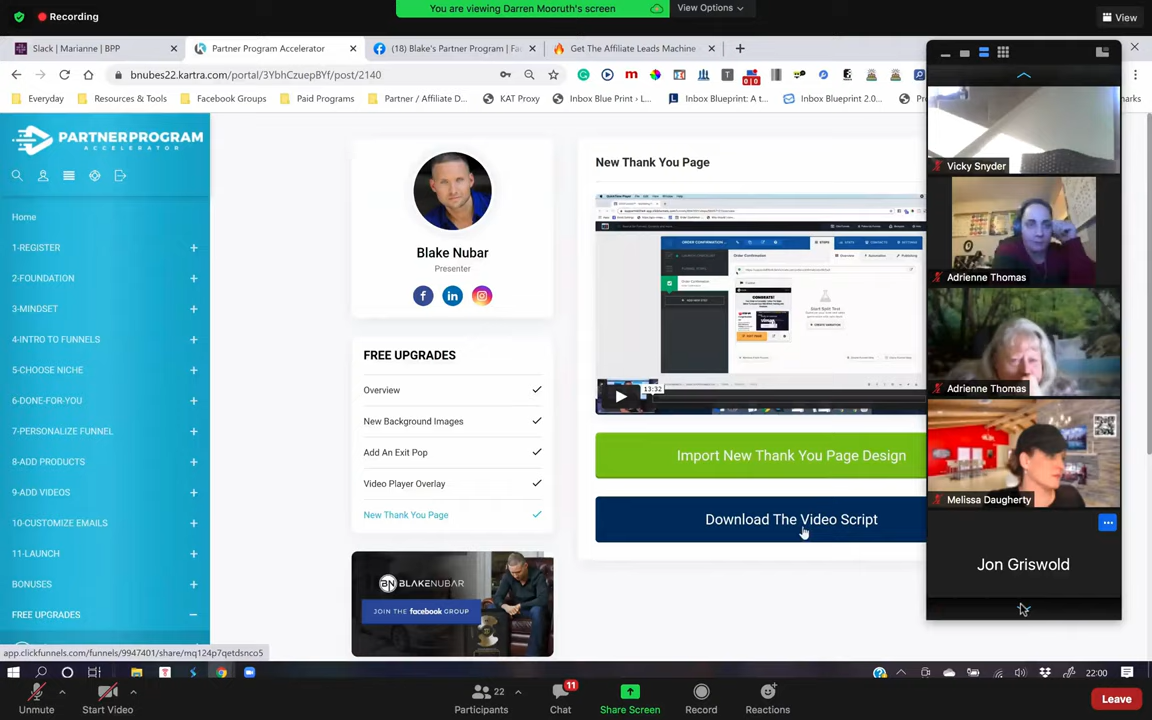 Recording
You are viewing Darren Mooruth's screen
View Options
View
Slack | Marianne | BPP
Partner Program Accelerator
(18) Blake's Partner Program | Fa
Get The Affiliate Leads Machine
bnubes22.kartra.com/portal/3YbhCzuepBYf/post/2140
Everyday
Resources & Tools
Facebook Groups
Paid Programs
Partner / Affiliate D...
KAT Proxy
Inbox Blue Print › L...
Inbox Blueprint: A t...
Inbox Blueprint 2.0...
PARTNERPROGRAM
ACCELERATOR
Home
1-REGISTER
2-FOUNDATION
3-MINDSET
4-INTRO TO FUNNELS
5-CHOOSE NICHE
6-DONE-FOR-YOU
7-PERSONALIZE FUNNEL
8-ADD PRODUCTS
9-ADD VIDEOS
10-CUSTOMIZE EMAILS
11-LAUNCH
BONUSES
FREE UPGRADES
app.clickfunnels.com/funnels/9947401/share/mq124p7qetdsnco5
Blake Nubar
Presenter
FREE UPGRADES
Overview
New Background Images
Add An Exit Pop
Video Player Overlay
New Thank You Page
BN BLAKENUBAR
JOIN THE facebook GROUP
New Thank You Page
Order Confirmation
CONGRATS!
13:32
Import New Thank You Page Design
Download The Video Script
Vicky Snyder
Adrienne Thomas
Adrienne Thomas
Melissa Daugherty
Jon Griswold
22:00
Unmute
Start Video
22
Participants
11
Chat
Share Screen
Record
Reactions
Leave